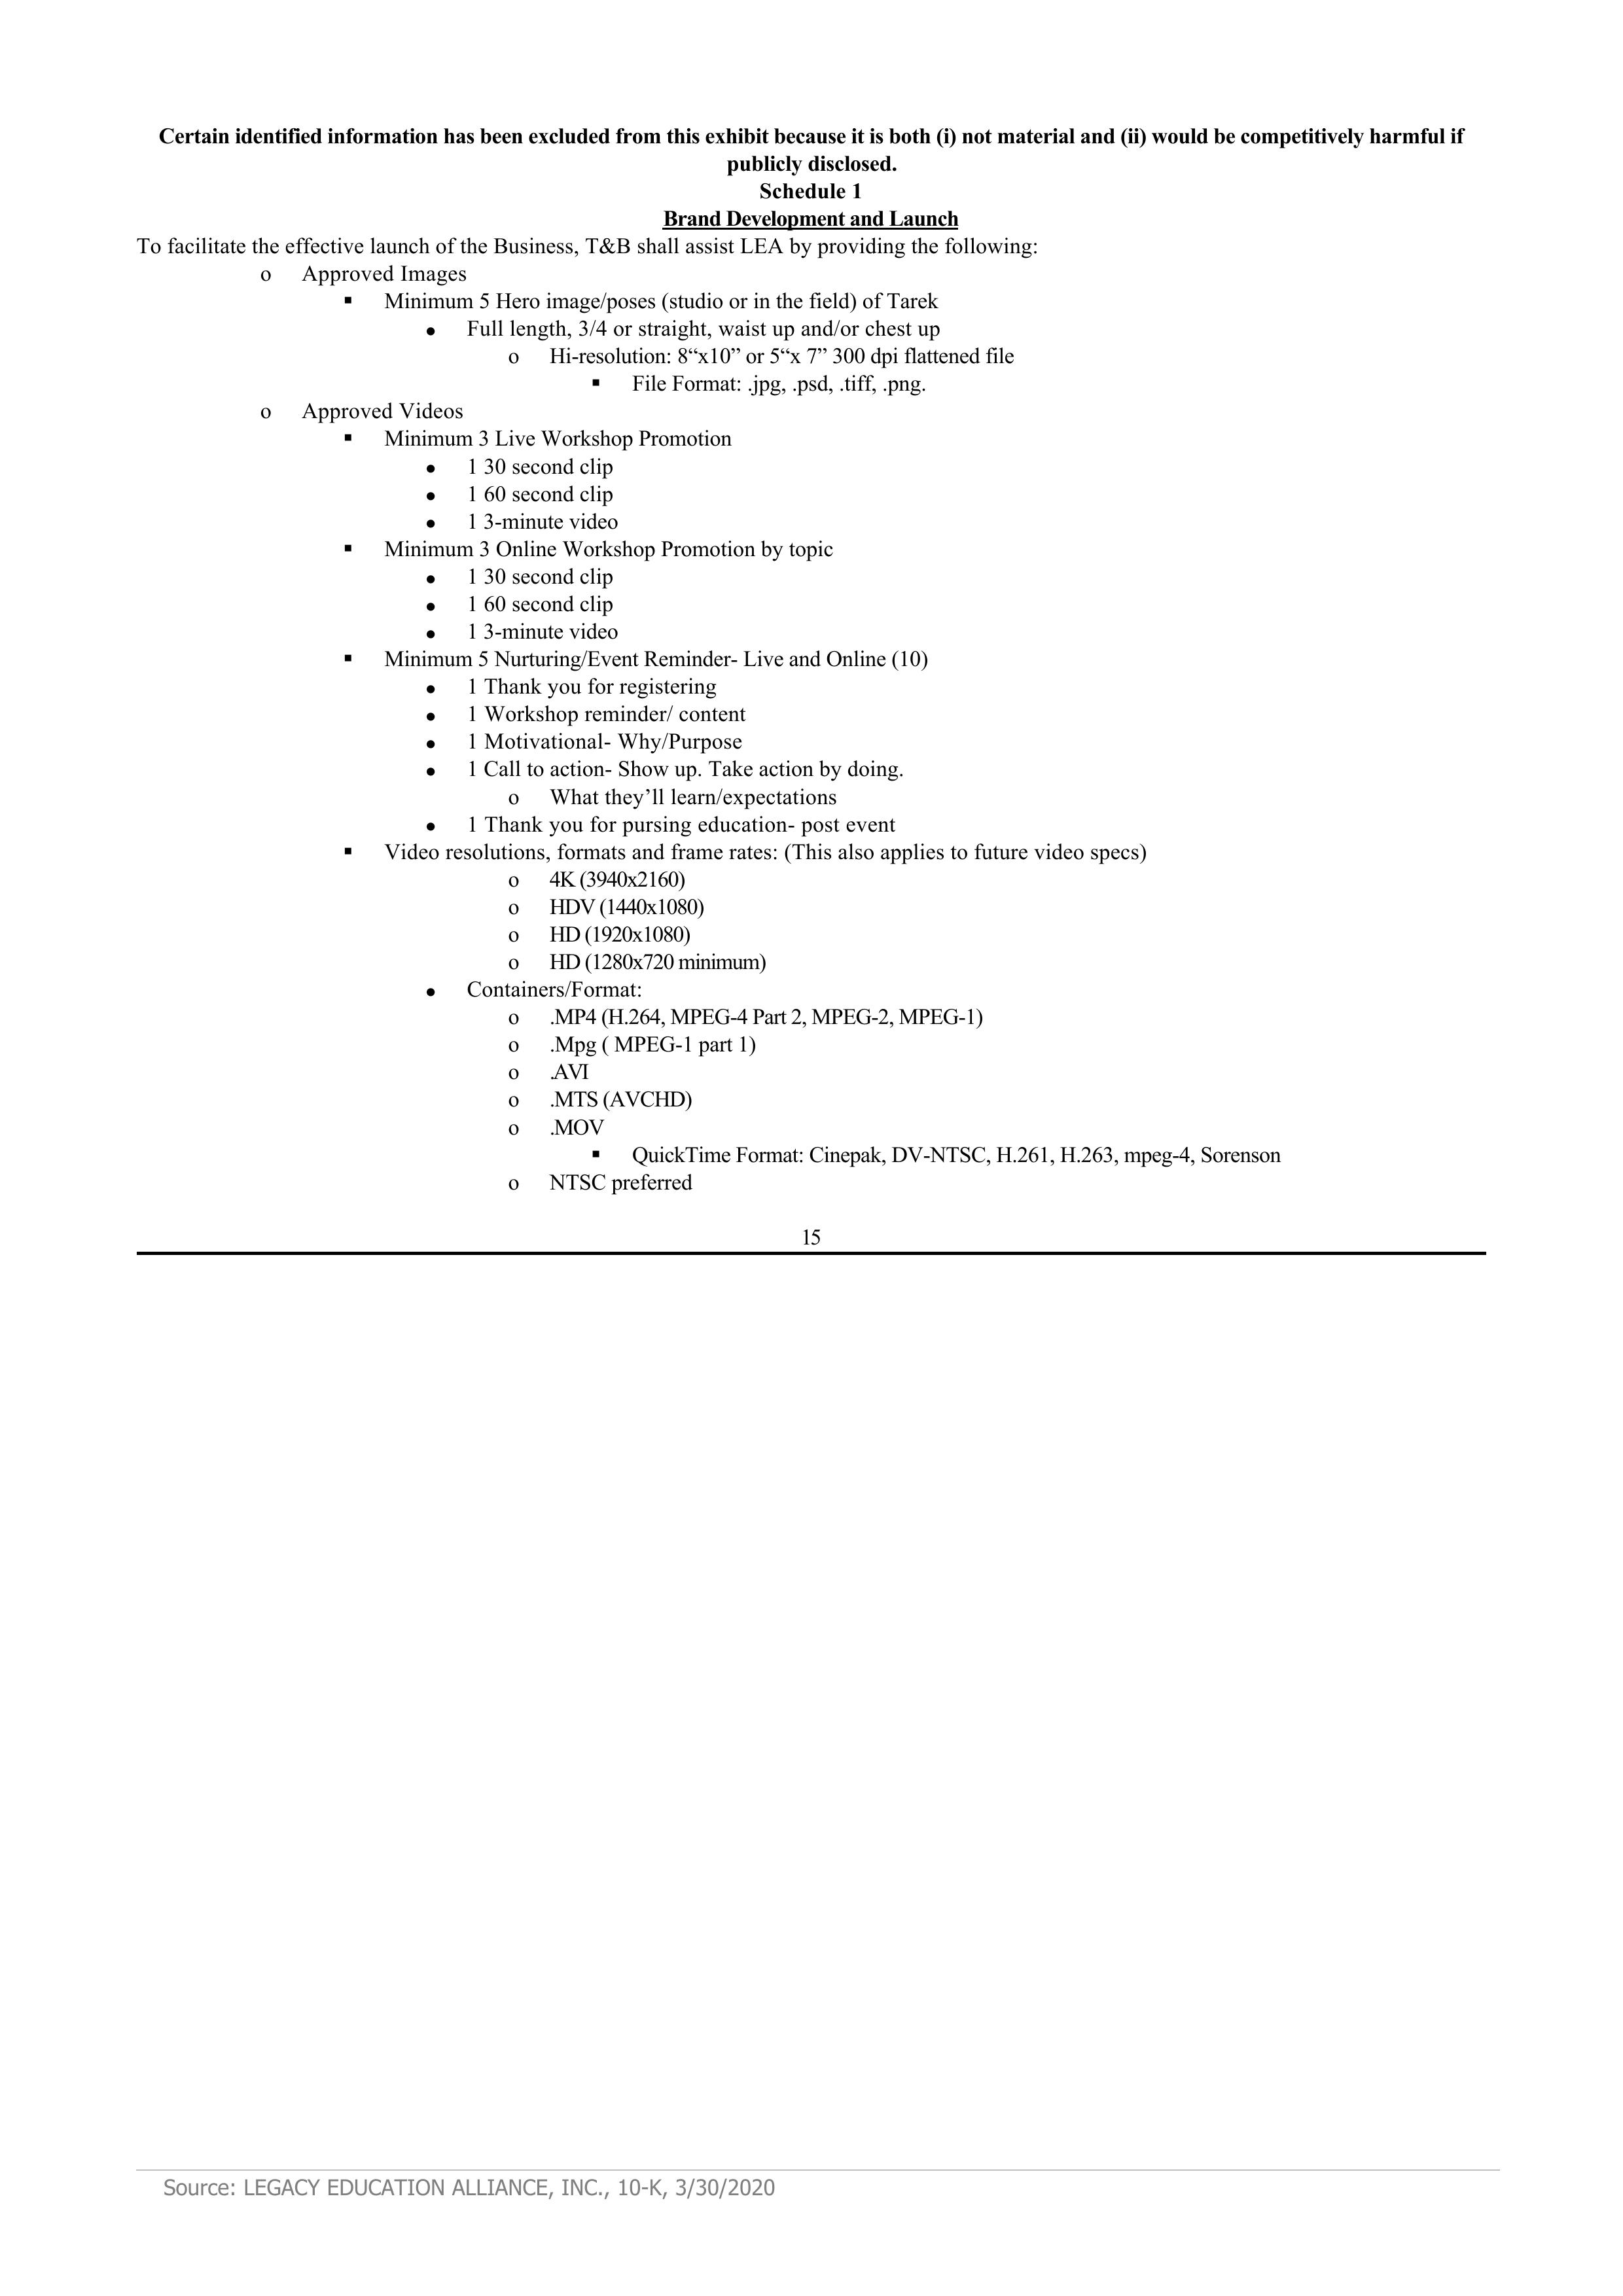 Certain identified information has been excluded from this exhibit because it is both (i) not material and (ii) would be competitively harmful if
publicly disclosed.
Schedule 1
Brand Development and Launch
To facilitate the effective launch of the Business, T&B shall assist LEA by providing the following:
o Approved Images
▪ Minimum 5 Hero image/poses (studio or in the field) of Tarek
● Full length, 3/4 or straight, waist up and/or chest up
o Hi-resolution: 8“x10” or 5“x 7” 300 dpi flattened file
▪ File Format: .jpg, .psd, .tiff, .png.
o Approved Videos
▪ Minimum 3 Live Workshop Promotion
● 1 30 second clip
● 1 60 second clip
● 1 3-minute video
▪ Minimum 3 Online Workshop Promotion by topic
● 1 30 second clip
● 1 60 second clip
● 1 3-minute video
▪ Minimum 5 Nurturing/Event Reminder- Live and Online (10)
● 1 Thank you for registering
● 1 Workshop reminder/ content
● 1 Motivational- Why/Purpose
● 1 Call to action- Show up. Take action by doing.
o What they’ll learn/expectations
● 1 Thank you for pursing education- post event
▪ Video resolutions, formats and frame rates: (This also applies to future video specs)
o 4K (3940x2160)
o HDV (1440x1080)
o HD (1920x1080)
o HD (1280x720 minimum)
● Containers/Format:
o .MP4 (H.264, MPEG-4 Part 2, MPEG-2, MPEG-1)
o .Mpg ( MPEG-1 part 1)
o .AVI
o .MTS (AVCHD)
o .MOV
▪ QuickTime Format: Cinepak, DV-NTSC, H.261, H.263, mpeg-4, Sorenson
o NTSC preferred
15
Source: LEGACY EDUCATION ALLIANCE, INC., 10-K, 3/30/2020